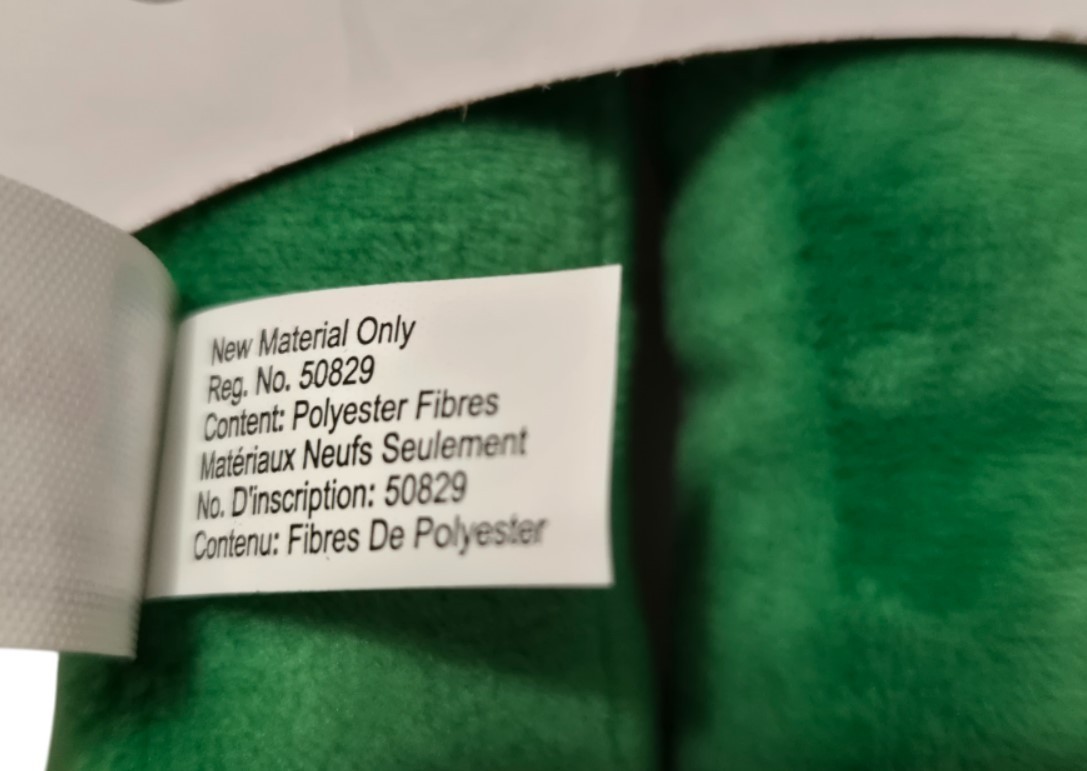 New Material Only
Reg. No. 50829
Content: Polyester Fibres
Matériaux Neufs Seulement
No. D'inscription: 50829
Contenu: Fibres De Polyester